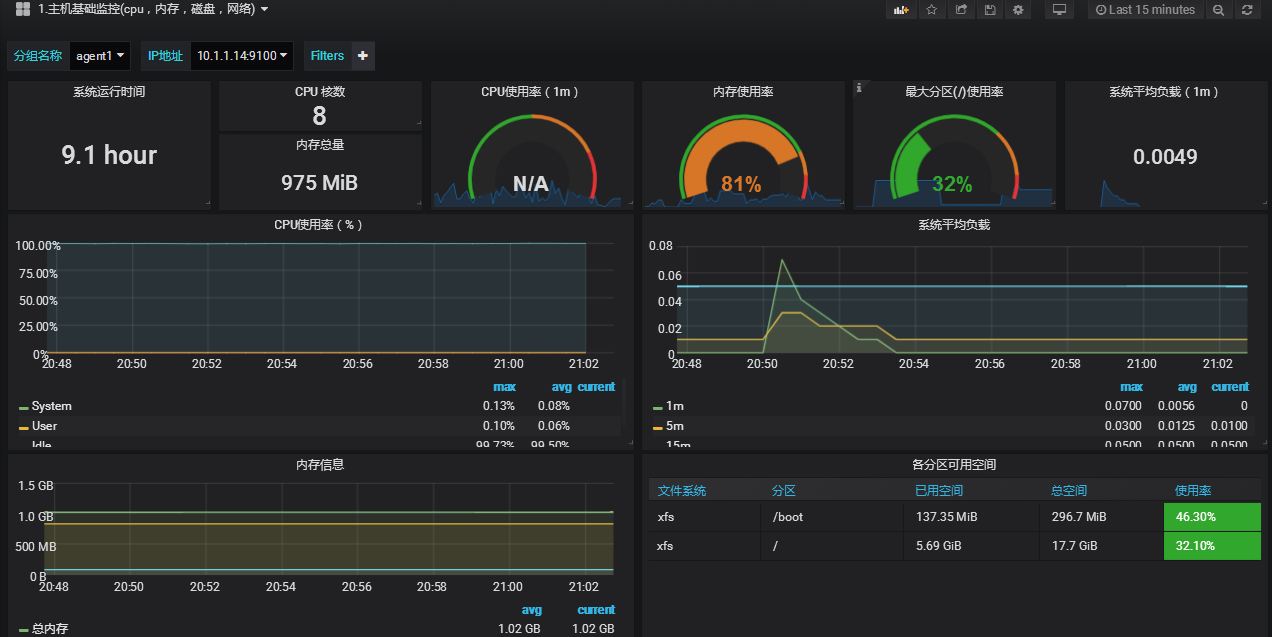 1.主机基础监控(cpu，内存，磁盘，网络)
Last 15 minutes
分组名称 agent1 IP地址 10.1.1.14:9100 Filters
系统运行时间
9.1 hour
CPU 核数
8
内存总量
975 MiB
CPU使用率（1m）
N/A
内存使用率
81%
最大分区(/)使用率
32%
系统平均负载（1m）
0.0049
CPU使用率（%）
100.00%
75.00%
50.00%
25.00%
0%
20:48 20:50 20:52 20:54 20:56 20:58 21:00 21:02
max avg current
System 0.13% 0.08%
User 0.10% 0.06%
Idle 99.73% 99.50%
系统平均负载
0.08
0.06
0.04
0.02
0
20:48 20:50 20:52 20:54 20:56 20:58 21:00 21:02
max avg current
1m 0.0700 0.0056 0
5m 0.0300 0.0125 0.0100
15m 0.0500 0.0500 0.0500
内存信息
1.5 GB
1.0 GB
500 MB
0 B
20:48 20:50 20:52 20:54 20:56 20:58 21:00 21:02
avg current
总内存 1.02 GB 1.02 GB
各分区可用空间
文件系统 分区 已用空间 总空间 使用率
xfs /boot 137.35 MiB 296.7 MiB 46.30%
xfs / 5.69 GiB 17.7 GiB 32.10%